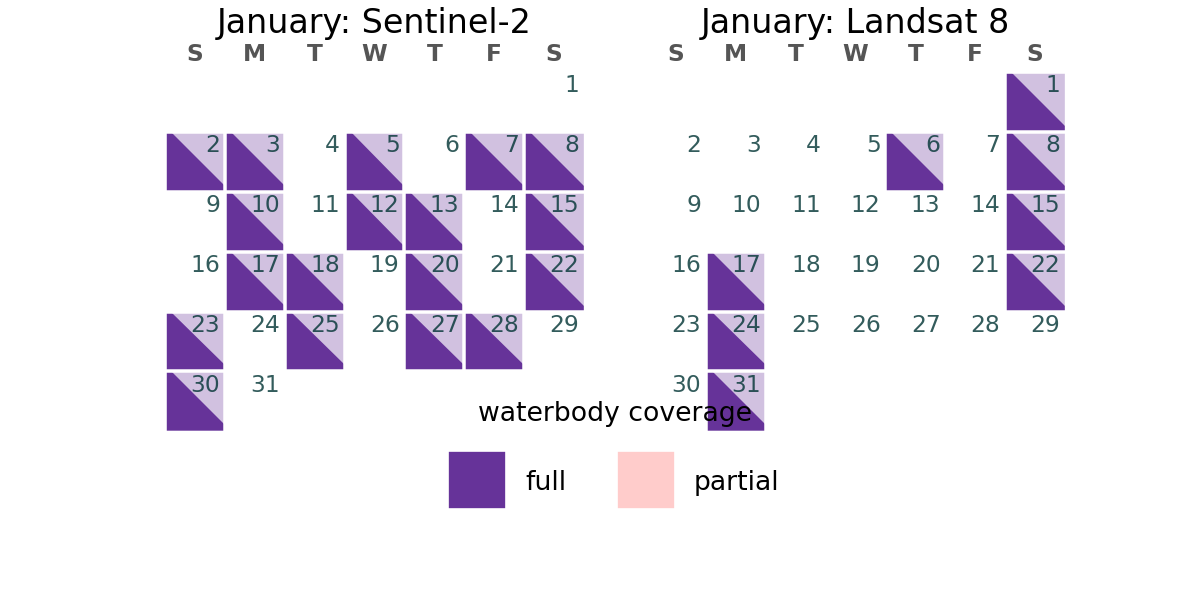 January: Sentinel-2
S M T W T F S
1
2 3 4 5 6 7 8
9 10 11 12 13 14 15
16 17 18 19 20 21 22
23 24 25 26 27 28 29
30 31
January: Landsat 8
S M T W T F S
1
2 3 4 5 6 7 8
9 10 11 12 13 14 15
16 17 18 19 20 21 22
23 24 25 26 27 28 29
30 31
waterbody coverage
full partial